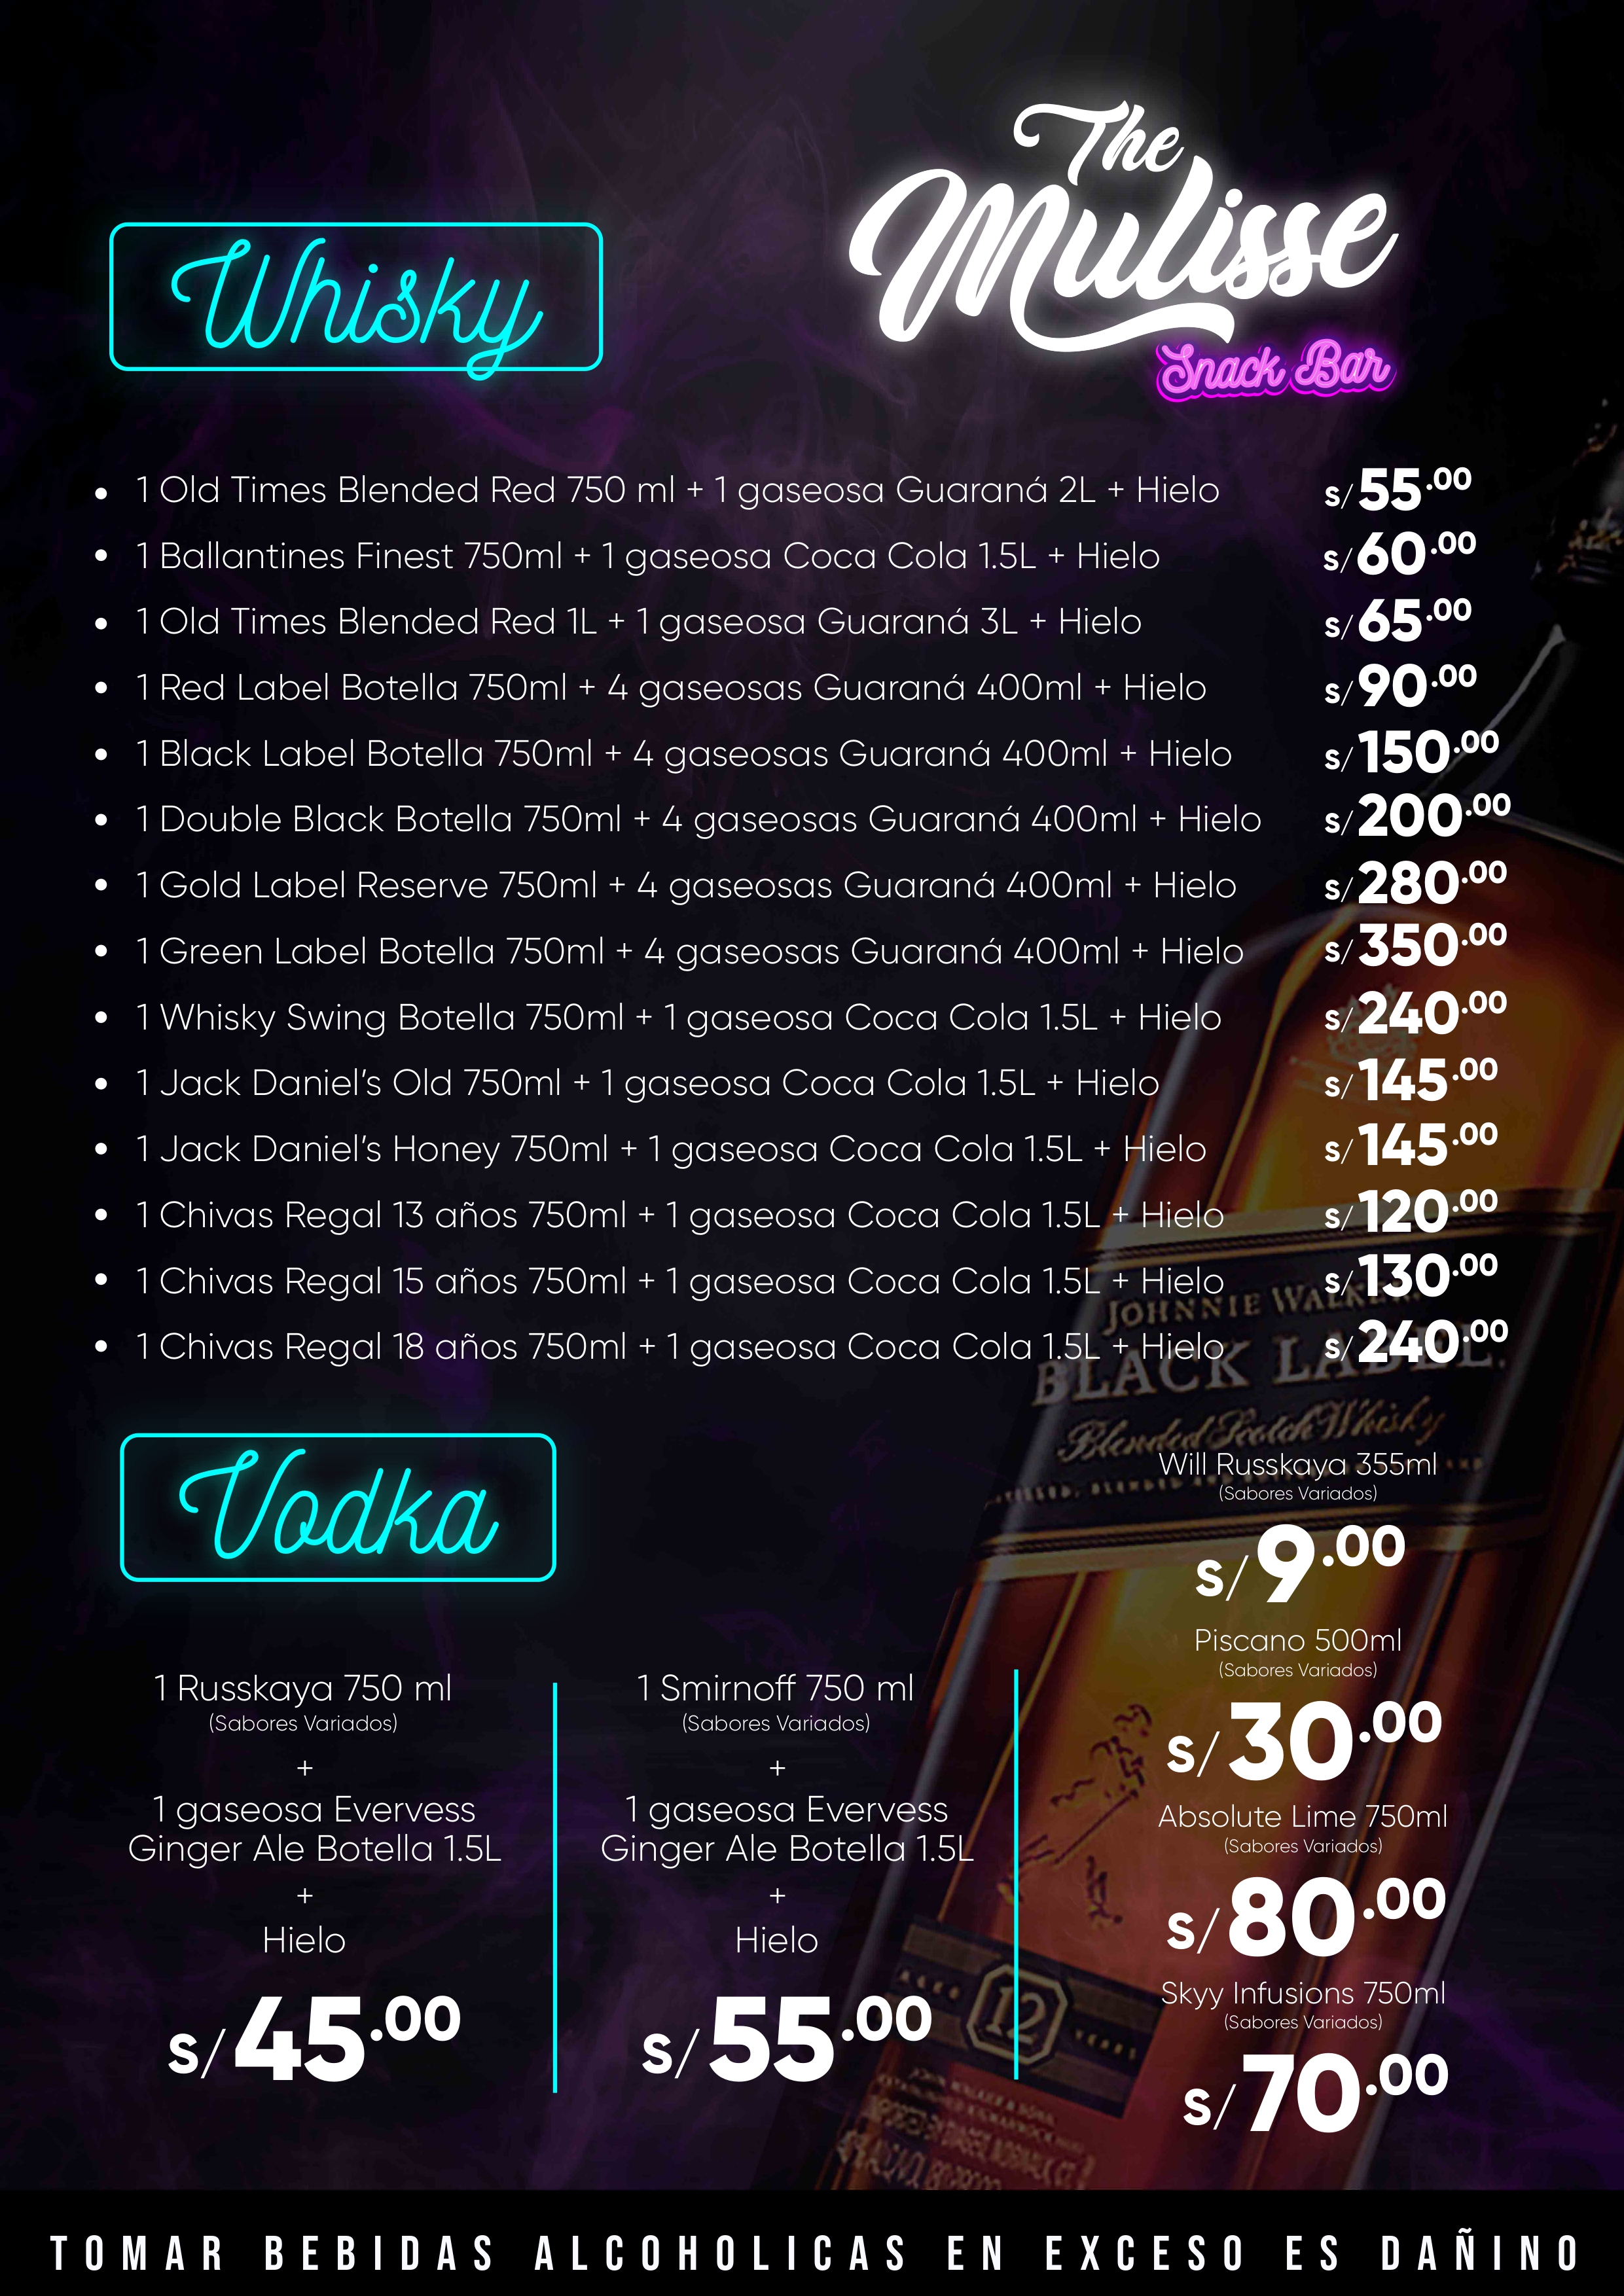 The
Mulisse
Snack Bar
Whisky
• 1 Old Times Blended Red 750 ml + 1 gaseosa Guaraná 2L + Hielo s/55.00
• 1 Ballantines Finest 750ml + 1 gaseosa Coca Cola 1.5L + Hielo s/60.00
• 1 Old Times Blended Red 1L + 1 gaseosa Guaraná 3L + Hielo s/65.00
• 1 Red Label Botella 750ml + 4 gaseosas Guaraná 400ml + Hielo s/90.00
• 1 Black Label Botella 750ml + 4 gaseosas Guaraná 400ml + Hielo s/150.00
• 1 Double Black Botella 750ml + 4 gaseosas Guaraná 400ml + Hielo s/200.00
• 1 Gold Label Reserve 750ml + 4 gaseosas Guaraná 400ml + Hielo s/280.00
• 1 Green Label Botella 750ml + 4 gaseosas Guaraná 400ml + Hielo s/350.00
• 1 Whisky Swing Botella 750ml + 1 gaseosa Coca Cola 1.5L + Hielo s/240.00
• 1 Jack Daniel's Old 750ml + 1 gaseosa Coca Cola 1.5L + Hielo s/145.00
• 1 Jack Daniel's Honey 750ml + 1 gaseosa Coca Cola 1.5L + Hielo s/145.00
• 1 Chivas Regal 13 años 750ml + 1 gaseosa Coca Cola 1.5L + Hielo s/120.00
• 1 Chivas Regal 15 años 750ml + 1 gaseosa Coca Cola 1.5L + Hielo s/130.00
• 1 Chivas Regal 18 años 750ml + 1 gaseosa Coca Cola 1.5L + Hielo s/240.00
JOHNNIE WALKER
BLACK LABEL.
Blended Scotch Whisky
12
YEARS
Vodka
1 Russkaya 750 ml
(Sabores Variados)
+
1 gaseosa Evervess
Ginger Ale Botella 1.5L
+
Hielo
s/45.00
1 Smirnoff 750 ml
(Sabores Variados)
+
1 gaseosa Evervess
Ginger Ale Botella 1.5L
+
Hielo
s/55.00
Will Russkaya 355ml
(Sabores Variados)
s/9.00
Piscano 500ml
(Sabores Variados)
s/30.00
Absolute Lime 750ml
(Sabores Variados)
s/80.00
Skyy Infusions 750ml
(Sabores Variados)
s/70.00
TOMAR BEBIDAS ALCOHOLICAS EN EXCESO ES DAÑINO